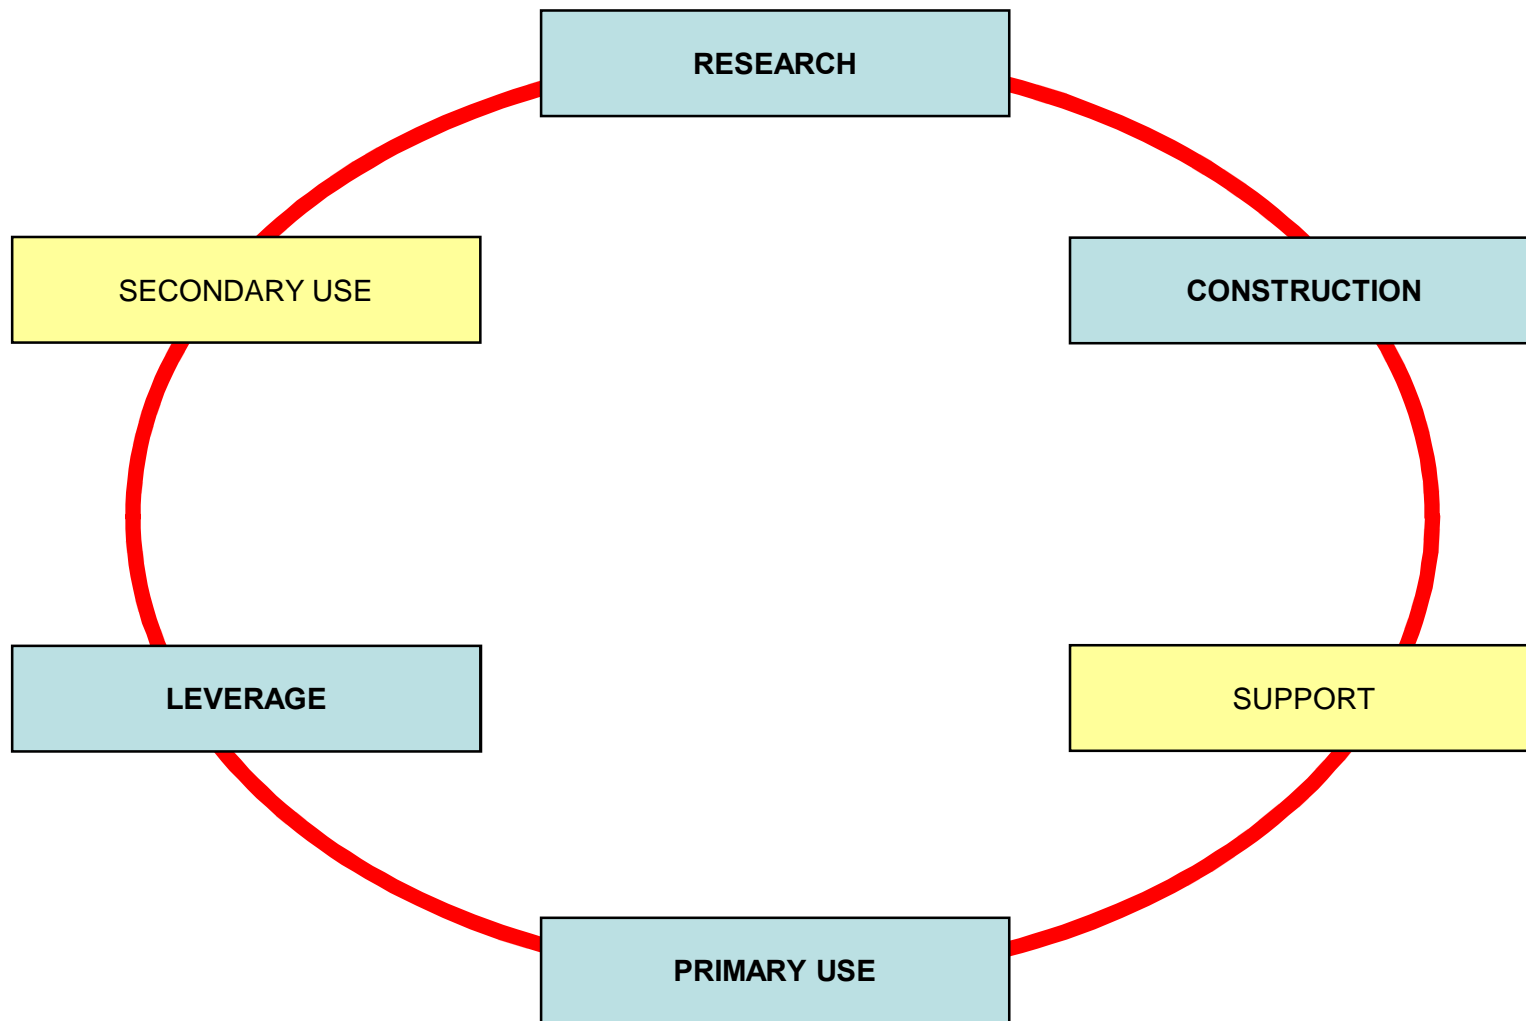 RESEARCH
SECONDARY USE
CONSTRUCTION
LEVERAGE
SUPPORT
PRIMARY USE